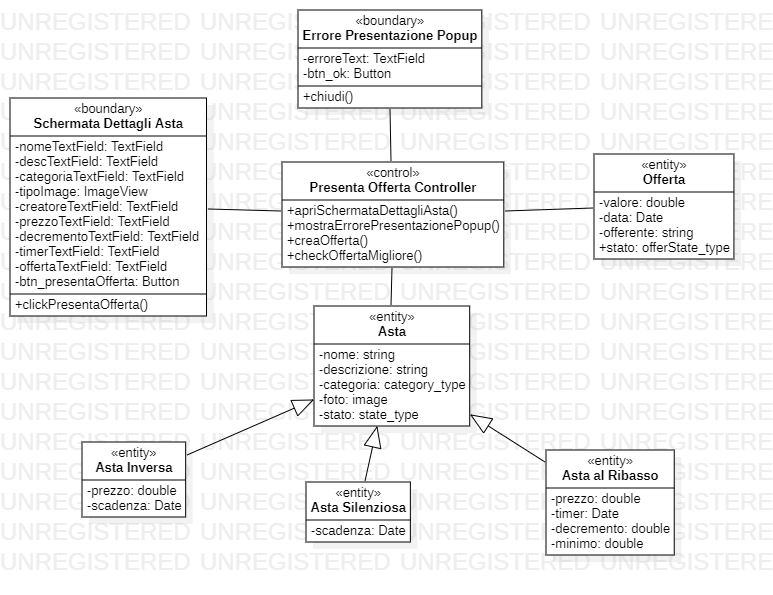 «boundary»
Errore Presentazione Popup
-erroreText: TextField
-btn_ok: Button
+chiudi()
«boundary»
Schermata Dettagli Asta
-nomeTextField: TextField
-descTextField: TextField
-categoriaTextField: TextField
-tipoImage: ImageView
-creatoreTextField: TextField
-prezzoTextField: TextField
-decrementoTextField: TextField
-timerTextField: TextField
-offertaTextField: TextField
-btn_presentaOfferta: Button
+clickPresentaOfferta()
«control»
Presenta Offerta Controller
+apriSchermataDettagliAsta()
+mostraErrorePresentazionePopup()
+creaOfferta()
+checkOffertaMigliore()
«entity»
Offerta
-valore: double
-data: Date
-offerente: string
+stato: offerState_type
«entity»
Asta
-nome: string
-descrizione: string
-categoria: category_type
-foto: image
-stato: state_type
«entity»
Asta Inversa
-prezzo: double
-scadenza: Date
«entity»
Asta Silenziosa
-scadenza: Date
«entity»
Asta al Ribasso
-prezzo: double
-timer: Date
-decremento: double
-minimo: double
UNREGISTERED